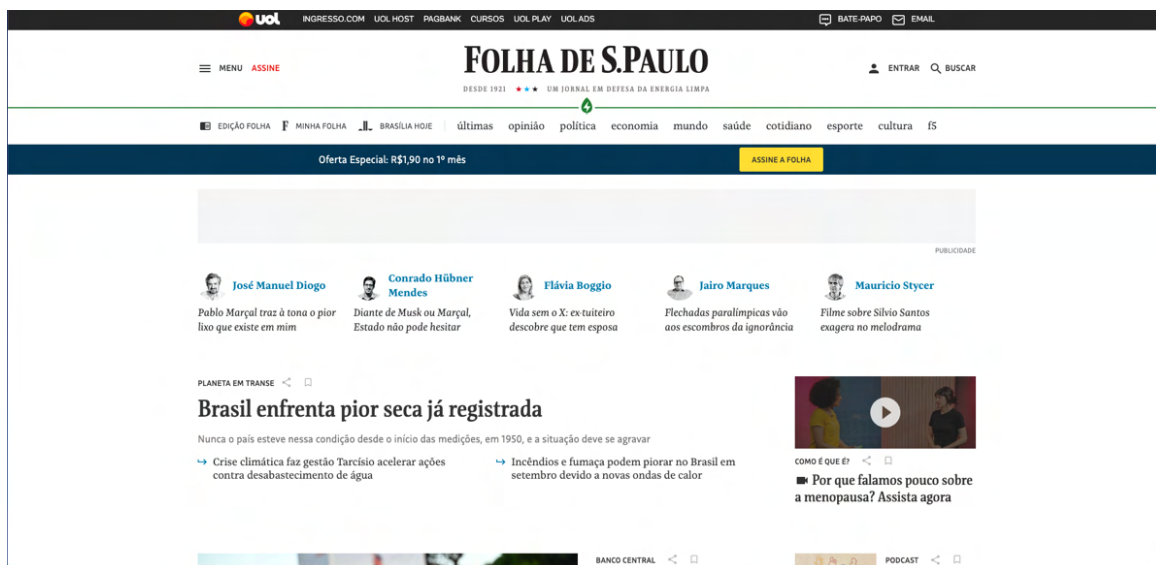 uol INGRESSO.COM UOL HOST PAGBANK CURSOS UOL PLAY UOL ADS BATE-PAPO EMAIL
MENU ASSINE
FOLHA DE S.PAULO
ENTRAR BUSCAR
DESDE 1921 ★★★ UM JORNAL EM DEFESA DA ENERGIA LIMPA
EDIÇÃO FOLHA F MINHA FOLHA BRASÍLIA HOJE últimas opinião política economia mundo saúde cotidiano esporte cultura f5
Oferta Especial: R$1,90 no 1º mês ASSINE A FOLHA
PUBLICIDADE
José Manuel Diogo
Pablo Marçal traz à tona o pior
lixo que existe em mim
Conrado Hübner
Mendes
Diante de Musk ou Marçal,
Estado não pode hesitar
Flávia Boggio
Vida sem o X: ex-tuiteiro
descobre que tem esposa
Jairo Marques
Flechadas paralímpicas vão
aos escombros da ignorância
Mauricio Stycer
Filme sobre Silvio Santos
exagera no melodrama
PLANETA EM TRANSE
Brasil enfrenta pior seca já registrada
Nunca o país esteve nessa condição desde o início das medições, em 1950, e a situação deve se agravar
Crise climática faz gestão Tarcísio acelerar ações
contra desabastecimento de água
Incêndios e fumaça podem piorar no Brasil em
setembro devido a novas ondas de calor
COMO É QUE É?
Por que falamos pouco sobre
a menopausa? Assista agora
BANCO CENTRAL
PODCAST